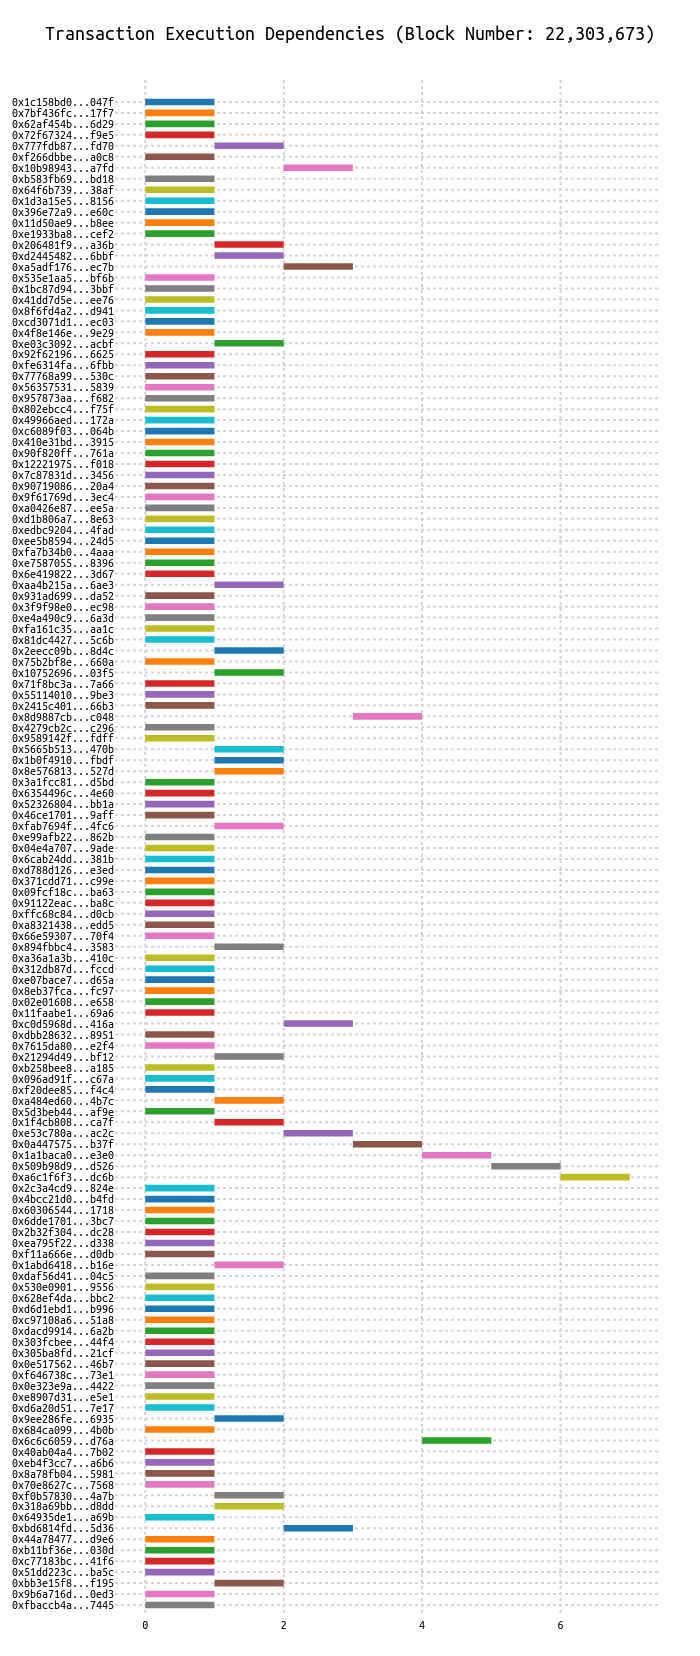 Transaction Execution Dependencies (Block Number: 22,303,673)
0x1c158bd0...047f
0x7bf436fc...17f7
0x62af454b...6d29
0x72f67324...f9e5
0x777fdb87...fd70
0xf266dbbe...a0c8
0x10b98943...a7fd
0xb583fb69...bd18
0x64f6b739...38af
0x1d3a15e5...8156
0x396e72a9...e60c
0x11d50ae9...b8ee
0xe1933ba8...cef2
0x206481f9...a36b
0xd2445482...6bbf
0xa5adf176...ec7b
0x535e1aa5...bf6b
0x1bc87d94...3bbf
0x41dd7d5e...ee76
0x8f6fd4a2...d941
0xcd3071d1...ec03
0x4f8e146e...9e29
0xe03c3092...acbf
0x92f62196...6625
0xfe6314fa...6fbb
0x77768a99...530c
0x56357531...5839
0x957873aa...f682
0x802ebcc4...f75f
0x49966aed...172a
0xc6089f03...064b
0x410e31bd...3915
0x90f820ff...761a
0x12221975...f018
0x7c87831d...3456
0x90719086...20a4
0x9f61769d...3ec4
0xa0426e87...ee5a
0xd1b806a7...8e63
0xedbc9204...4fad
0xee5b8594...24d5
0xfa7b34b0...4aaa
0xe7587055...8396
0x6e419822...3d67
0xaa4b215a...6ae3
0x931ad699...da52
0x3f9f98e0...ec98
0xe4a490c9...6a3d
0xfa161c35...aa1c
0x81dc4427...5c6b
0x2eecc09b...8d4c
0x75b2bf8e...660a
0x10752696...03f5
0x71f8bc3a...7a66
0x55114010...9be3
0x2415c401...66b3
0x8d9887cb...c048
0x4279cb2c...c296
0x9589142f...fdff
0x5665b513...470b
0x1b0f4910...fbdf
0x8e576813...527d
0x3a1fcc81...d5bd
0x6354496c...4e60
0x52326804...bb1a
0x46ce1701...9aff
0xfab7694f...4fc6
0xe99afb22...862b
0x04e4a707...9ade
0x6cab24dd...381b
0xd788d126...e3ed
0x371cdd71...c99e
0x09fcf18c...ba63
0x91122eac...ba8c
0xffc68c84...d0cb
0xa8321438...edd5
0x66e59307...70f4
0x894fbbc4...3583
0xa36a1a3b...410c
0x312db87d...fccd
0xe07bace7...d65a
0x8eb37fca...fc97
0x02e01608...e658
0x11faabe1...69a6
0xc0d5968d...416a
0xdbb28632...8951
0x7615da80...e2f4
0x21294d49...bf12
0xb258bee8...a185
0x096ad91f...c67a
0xf20dee85...f4c4
0xa484ed60...4b7c
0x5d3beb44...af9e
0x1f4cb808...ca7f
0xe53c780a...ac2c
0x0a447575...b37f
0x1a1baca0...e3e0
0x509b98d9...d526
0xa6c1f6f3...dc6b
0x2c3a4cd9...824e
0x4bcc21d0...b4fd
0x60306544...1718
0x6dde1701...3bc7
0x2b32f304...dc28
0xea795f22...d338
0xf11a666e...d0db
0x1abd6418...b16e
0xdaf56d41...04c5
0x530e0901...9556
0x628ef4da...bbc2
0xd6d1ebd1...b996
0xc97108a6...51a8
0xdacd9914...6a2b
0x303fcbee...44f4
0x305ba8fd...21cf
0x0e517562...46b7
0xf646738c...73e1
0x0e323e9a...4422
0xe8907d31...e5e1
0xd6a20d51...7e17
0x9ee286fe...6935
0x684ca099...4b0b
0x6c6c6059...d76a
0x40ab04a4...7b02
0xeb4f3cc7...a6b6
0x8a78fb04...5981
0x70e8627c...7568
0xf0b57830...4a7b
0x318a69bb...d8dd
0x64935de1...a69b
0xbd6814fd...5d36
0x44a78477...d9e6
0xb11bf36e...030d
0xc77183bc...41f6
0x51dd223c...ba5c
0xbb3e15f8...f195
0x9b6a716d...0ed3
0xfbaccb4a...7445
0 2 4 6